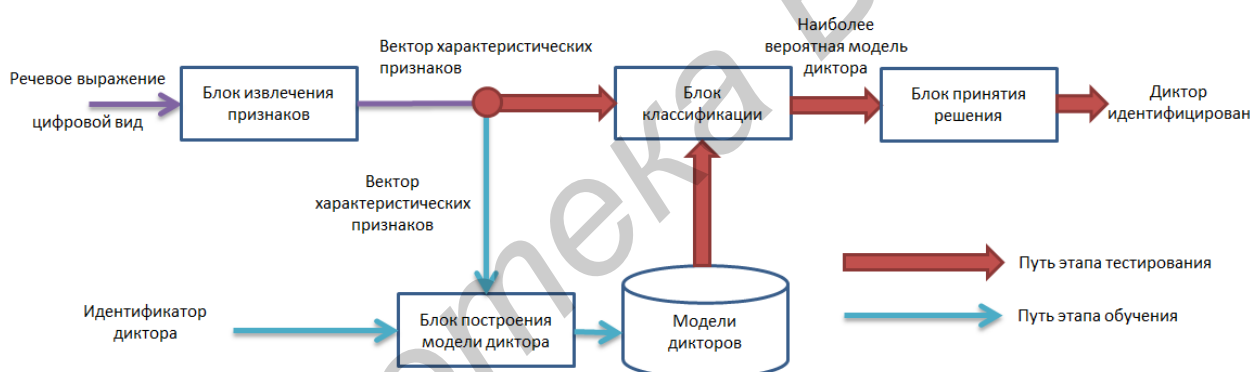 Речевое выражение
цифровой вид
Блок извлечения
признаков
Вектор характеристических
признаков
Блок
классификации
Наиболее
вероятная модель
диктора
Блок принятия
решения
Диктор
идентифицирован
Вектор
характеристических
признаков
Идентификатор
диктора
Блок построения
модели диктора
Модели
дикторов
Путь этапа тестирования
Путь этапа обучения